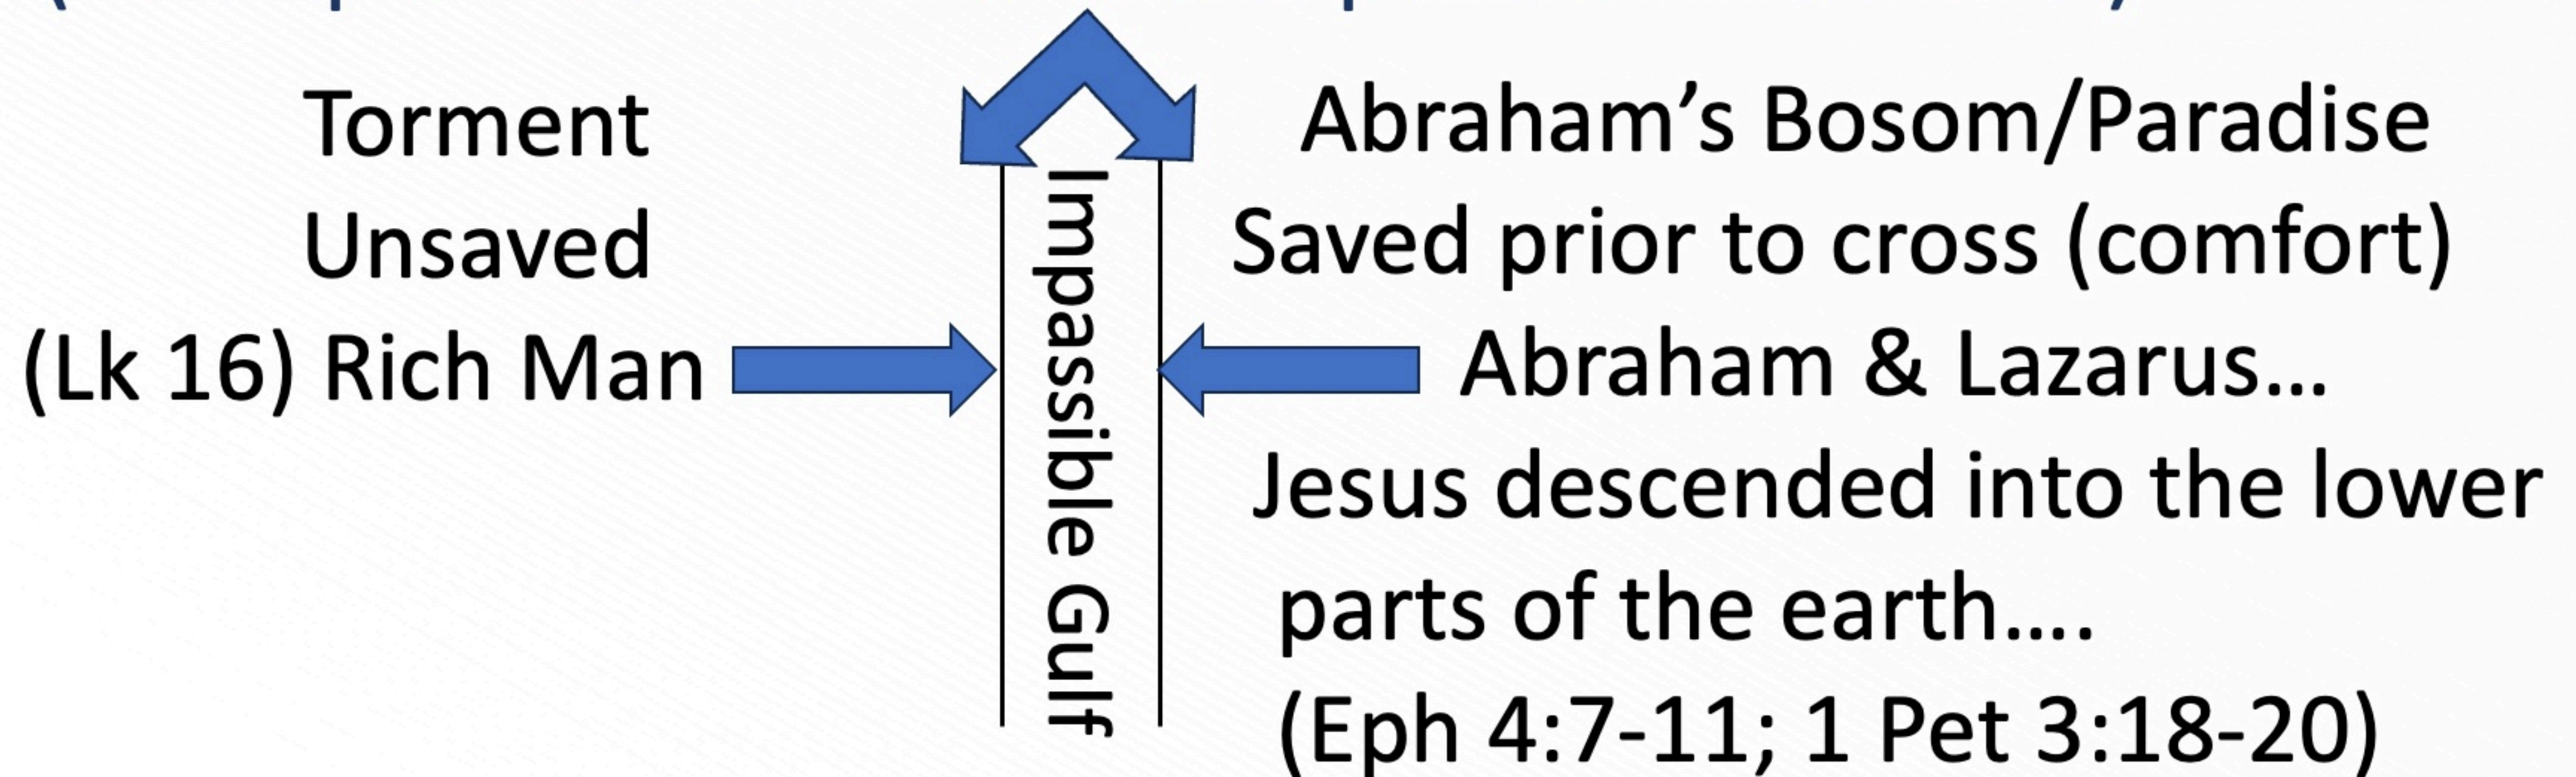 Torment
Unsaved
(Lk 16) Rich Man
Impassible Gulf
Abraham’s Bosom/Paradise
Saved prior to cross (comfort)
Abraham & Lazarus…
Jesus descended into the lower
parts of the earth….
(Eph 4:7-11; 1 Pet 3:18-20)